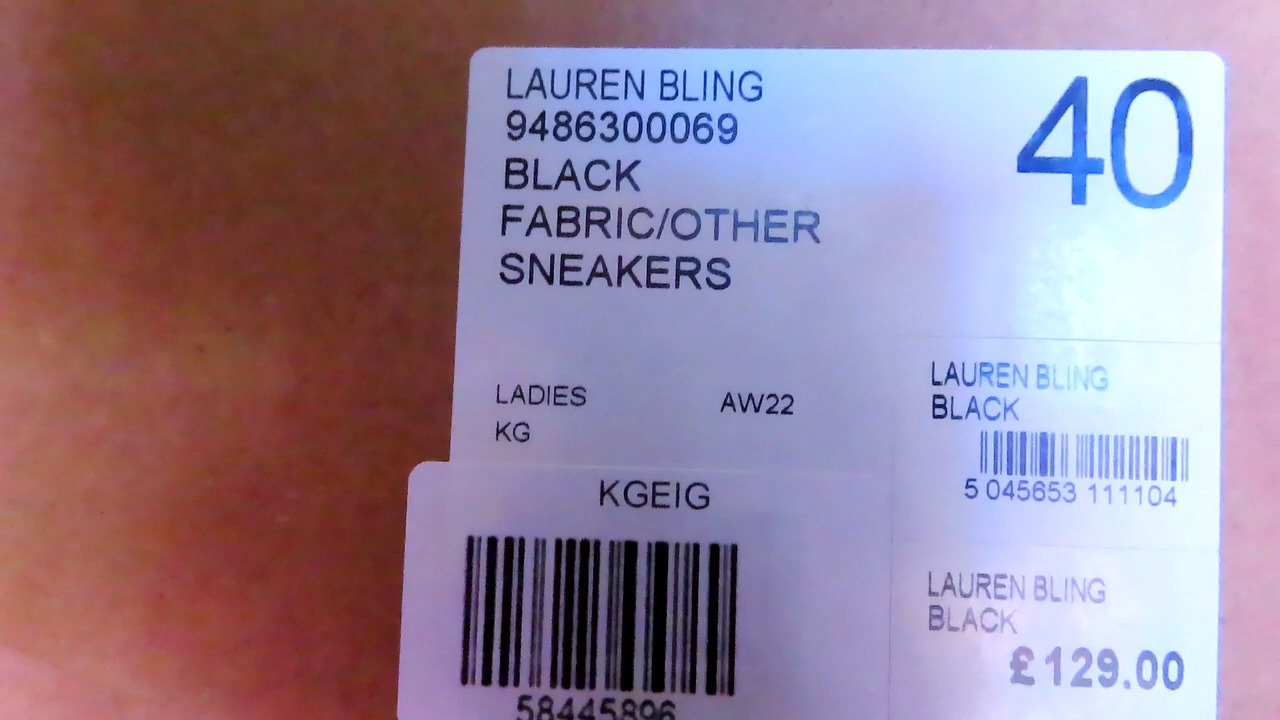 LAUREN BLING
9486300069
BLACK
FABRIC/OTHER
SNEAKERS
40
LADIES
AW22
KG
LAUREN BLING
BLACK
5 045653 111104
KGEIG
58445896
LAUREN BLING
BLACK
£129.00